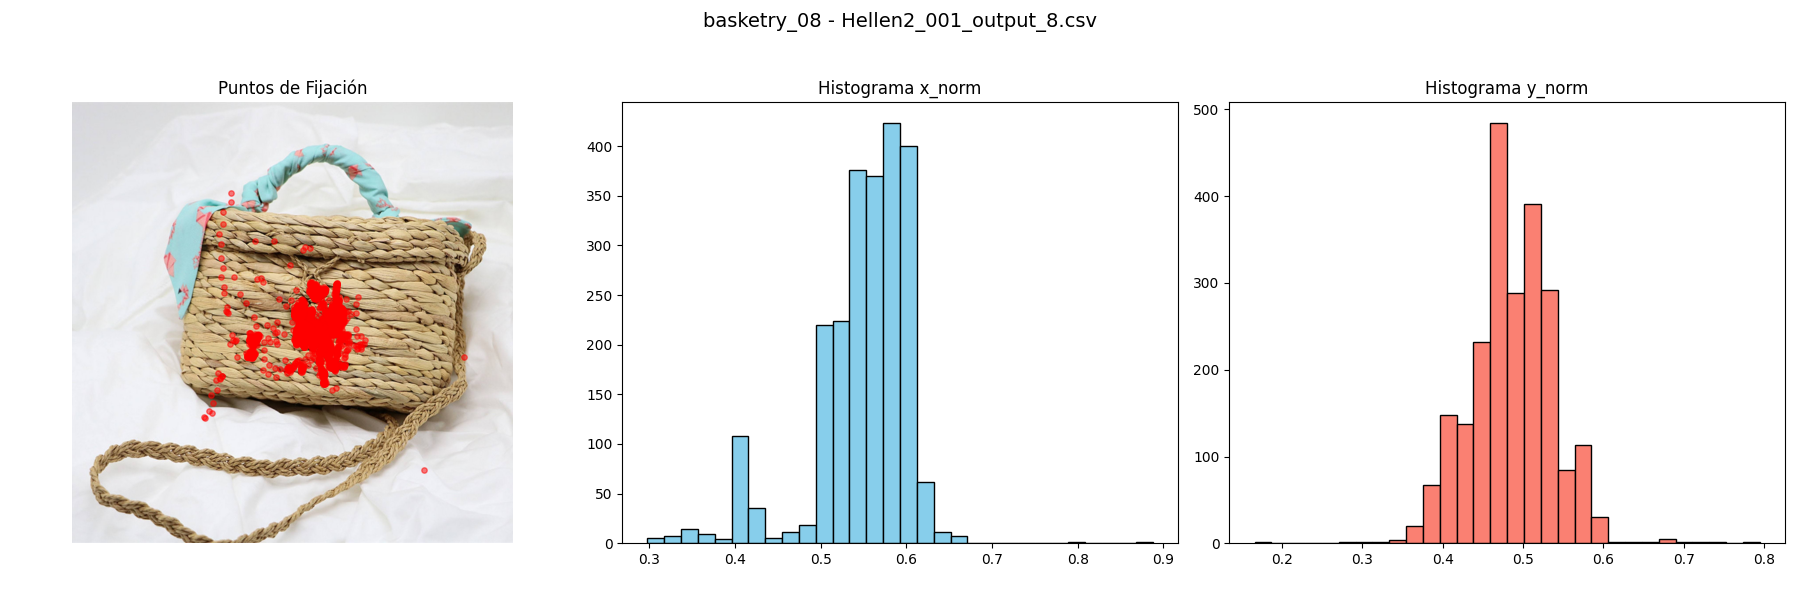 basketry_08 - Hellen2_001_output_8.csv
Puntos de Fijación
Histograma x_norm
400
350
300
250
200
150
100
50
0
0.3 0.4 0.5 0.6 0.7 0.8 0.9
Histograma y_norm
500
400
300
200
100
0
0.2 0.3 0.4 0.5 0.6 0.7 0.8